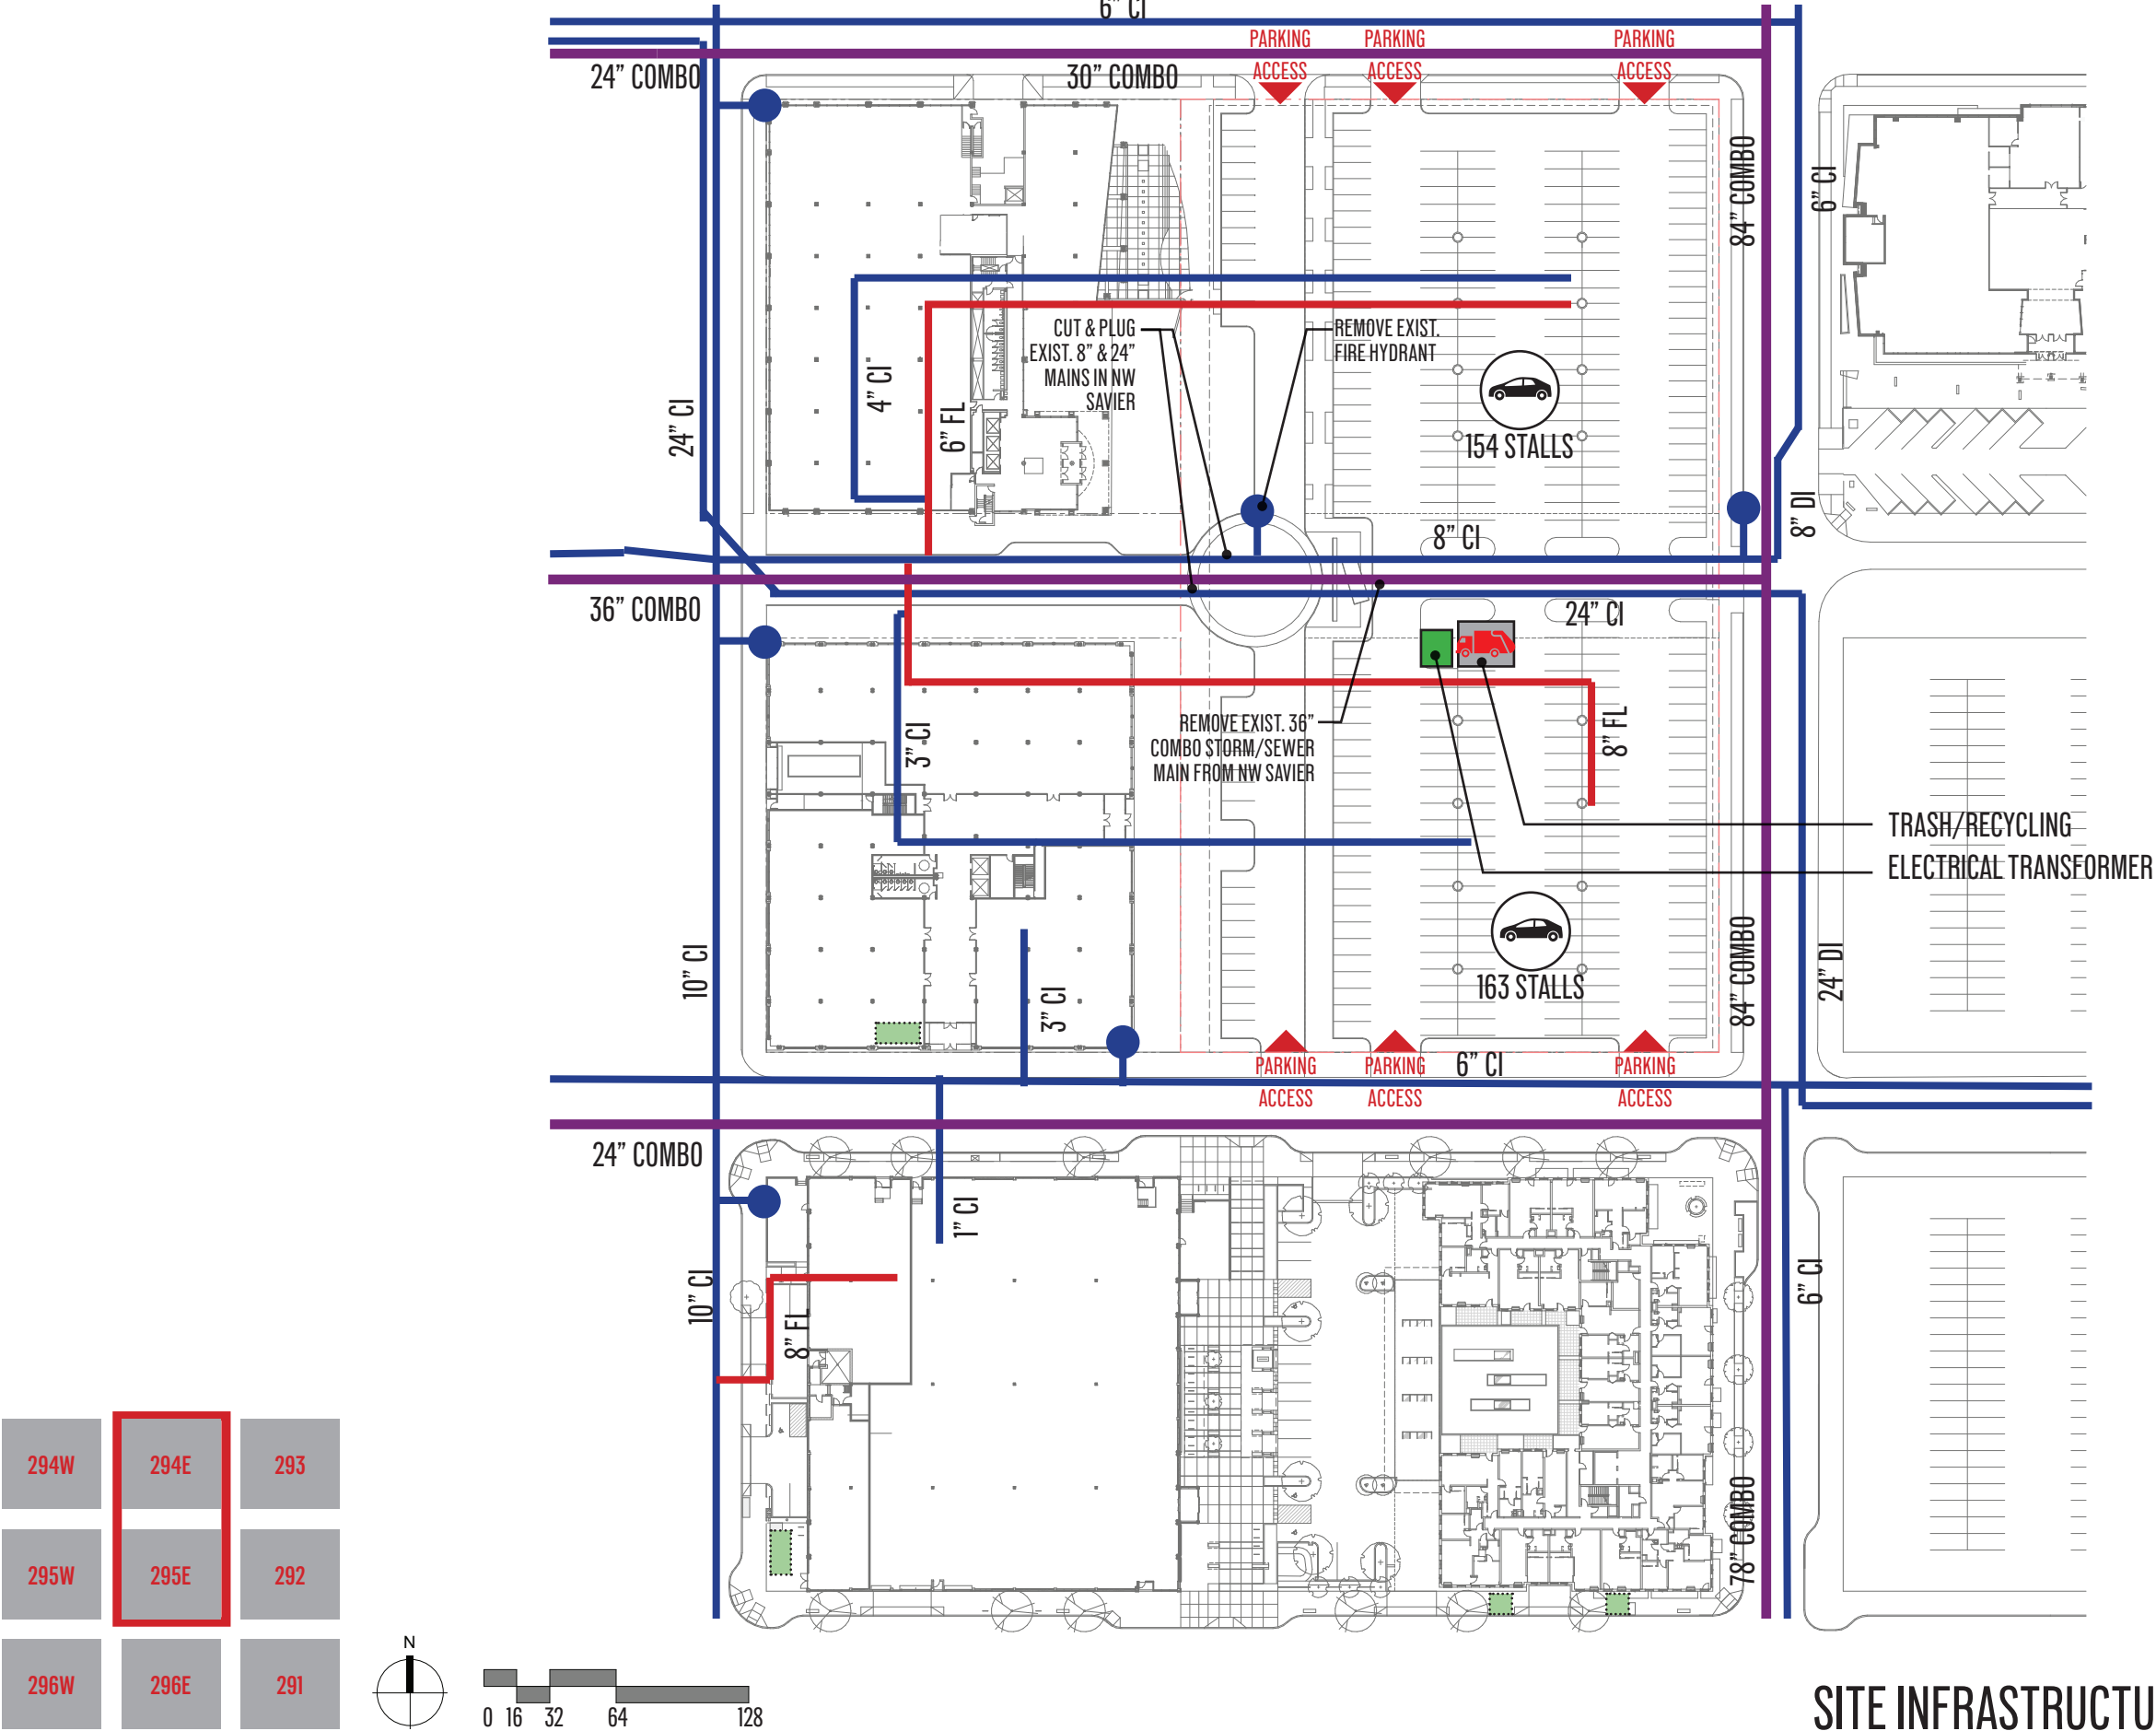 6” CI
PARKING
ACCESS
PARKING
ACCESS
PARKING
ACCESS
24” COMBO
30” COMBO
84” COMBO
6” CI
CUT & PLUG
EXIST. 8” & 24”
MAINS IN NW
SAVIER
REMOVE EXIST.
FIRE HYDRANT
4” CI
6” FL
24” CI
154 STALLS
8” CI
8” DI
36” COMBO
24” CI
3” CI
REMOVE EXIST. 36”
COMBO STORM/SEWER
MAIN FROM NW SAVIER
8” FL
TRASH/RECYCLING
ELECTRICAL TRANSFORMER
10” CI
3” CI
163 STALLS
84” COMBO
24” DI
PARKING
ACCESS
PARKING
ACCESS
6” CI
PARKING
ACCESS
24” COMBO
1” CI
10” CI
8” FL
6” CI
78” COMBO
294W
294E
293
295W
295E
292
296W
296E
291
N
0 16 32 64 128
SITE INFRASTRUCTU